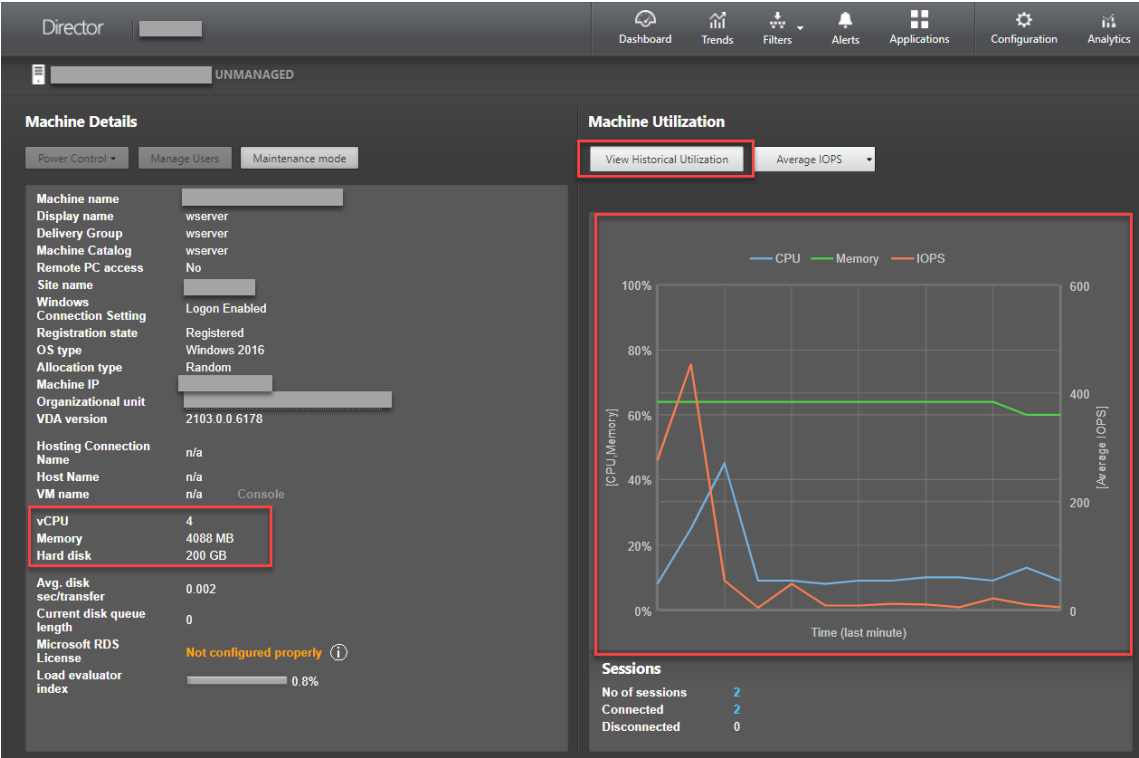 Director
Dashboard Trends Filters Alerts Applications Configuration Analytics
UNMANAGED
Machine Details
Power Control Manage Users Maintenance mode
Machine name
Display name wserver
Delivery Group wserver
Machine Catalog wserver
Remote PC access No
Site name
Windows
Connection Setting Logon Enabled
Registration state Registered
OS type Windows 2016
Allocation type Random
Machine IP
Organizational unit
VDA version 2103.0.0.6178
Hosting Connection
Name n/a
Host Name n/a
VM name n/a Console
vCPU 4
Memory 4088 MB
Hard disk 200 GB
Avg. disk
sec/transfer 0.002
Current disk queue
length 0
Microsoft RDS
License Not configured properly i
Load evaluator
index 0.8%
Machine Utilization
View Historical Utilization Average IOPS
CPU Memory IOPS
100% 600
80%
400
60%
[CPU,Memory] [Average IOPS]
40%
200
20%
0% 0
Time (last minute)
Sessions
No of sessions 2
Connected 2
Disconnected 0